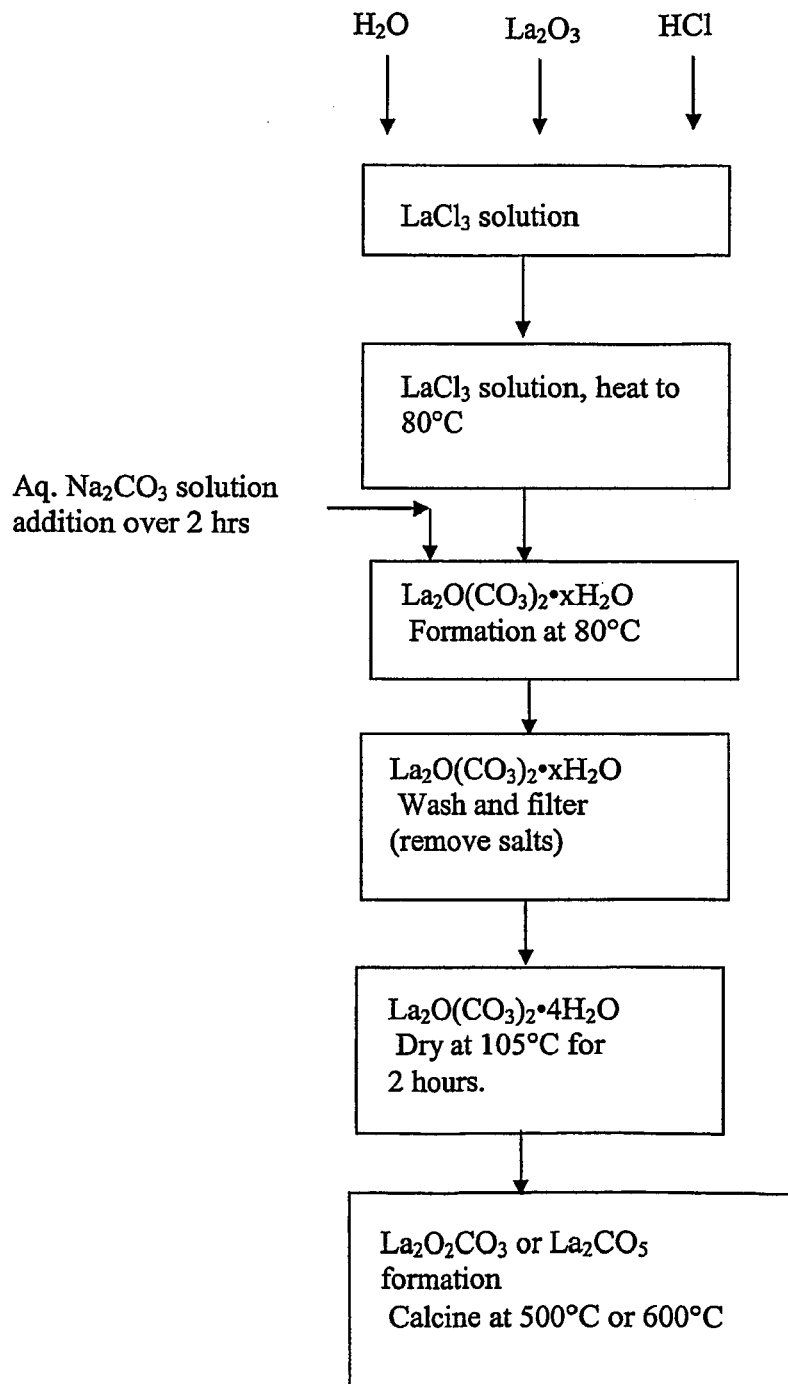 H₂O La₂O₃ HCl
LaCl₃ solution
LaCl₃ solution, heat to
80°C
Aq. Na₂CO₃ solution
addition over 2 hrs
La₂O(CO₃)₂•xH₂O
Formation at 80°C
La₂O(CO₃)₂•xH₂O
Wash and filter
(remove salts)
La₂O(CO₃)₂•4H₂O
Dry at 105°C for
2 hours.
La₂O₂CO₃ or La₂CO₅
formation
Calcine at 500°C or 600°C